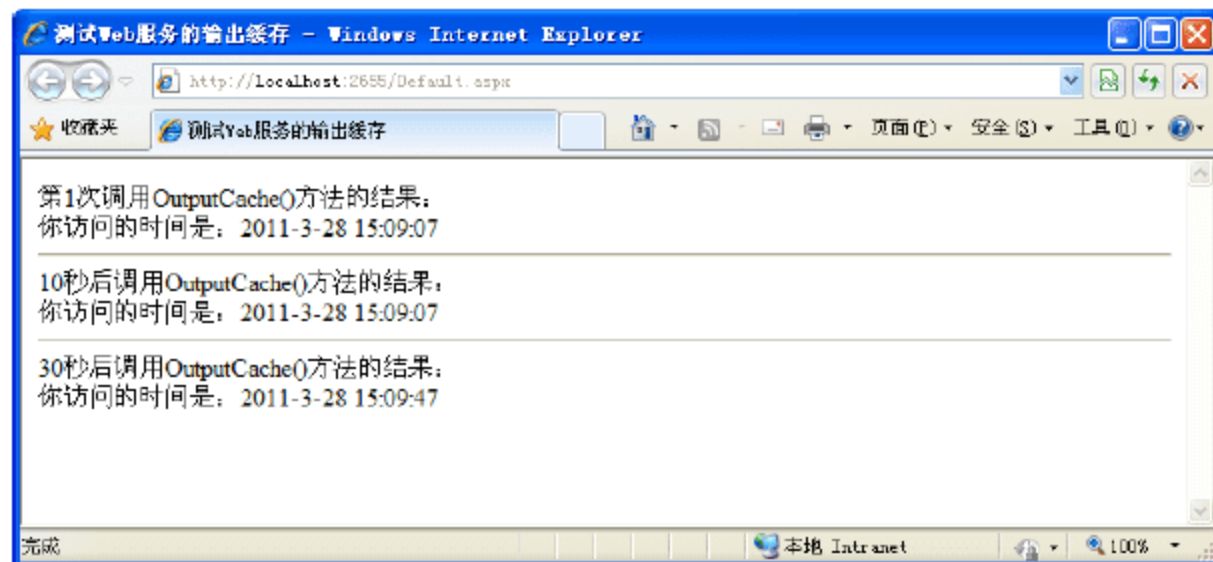 测试Web服务的输出缓存 - Windows Internet Explorer
http://localhost:2655/Default.aspx
收藏夹 测试Web服务的输出缓存 页面(P) 安全(S) 工具(O)
第1次调用OutputCache()方法的结果：
你访问的时间是：2011-3-28 15:09:07
10秒后调用OutputCache()方法的结果：
你访问的时间是：2011-3-28 15:09:07
30秒后调用OutputCache()方法的结果：
你访问的时间是：2011-3-28 15:09:47
完成 本地 Intranet 100%